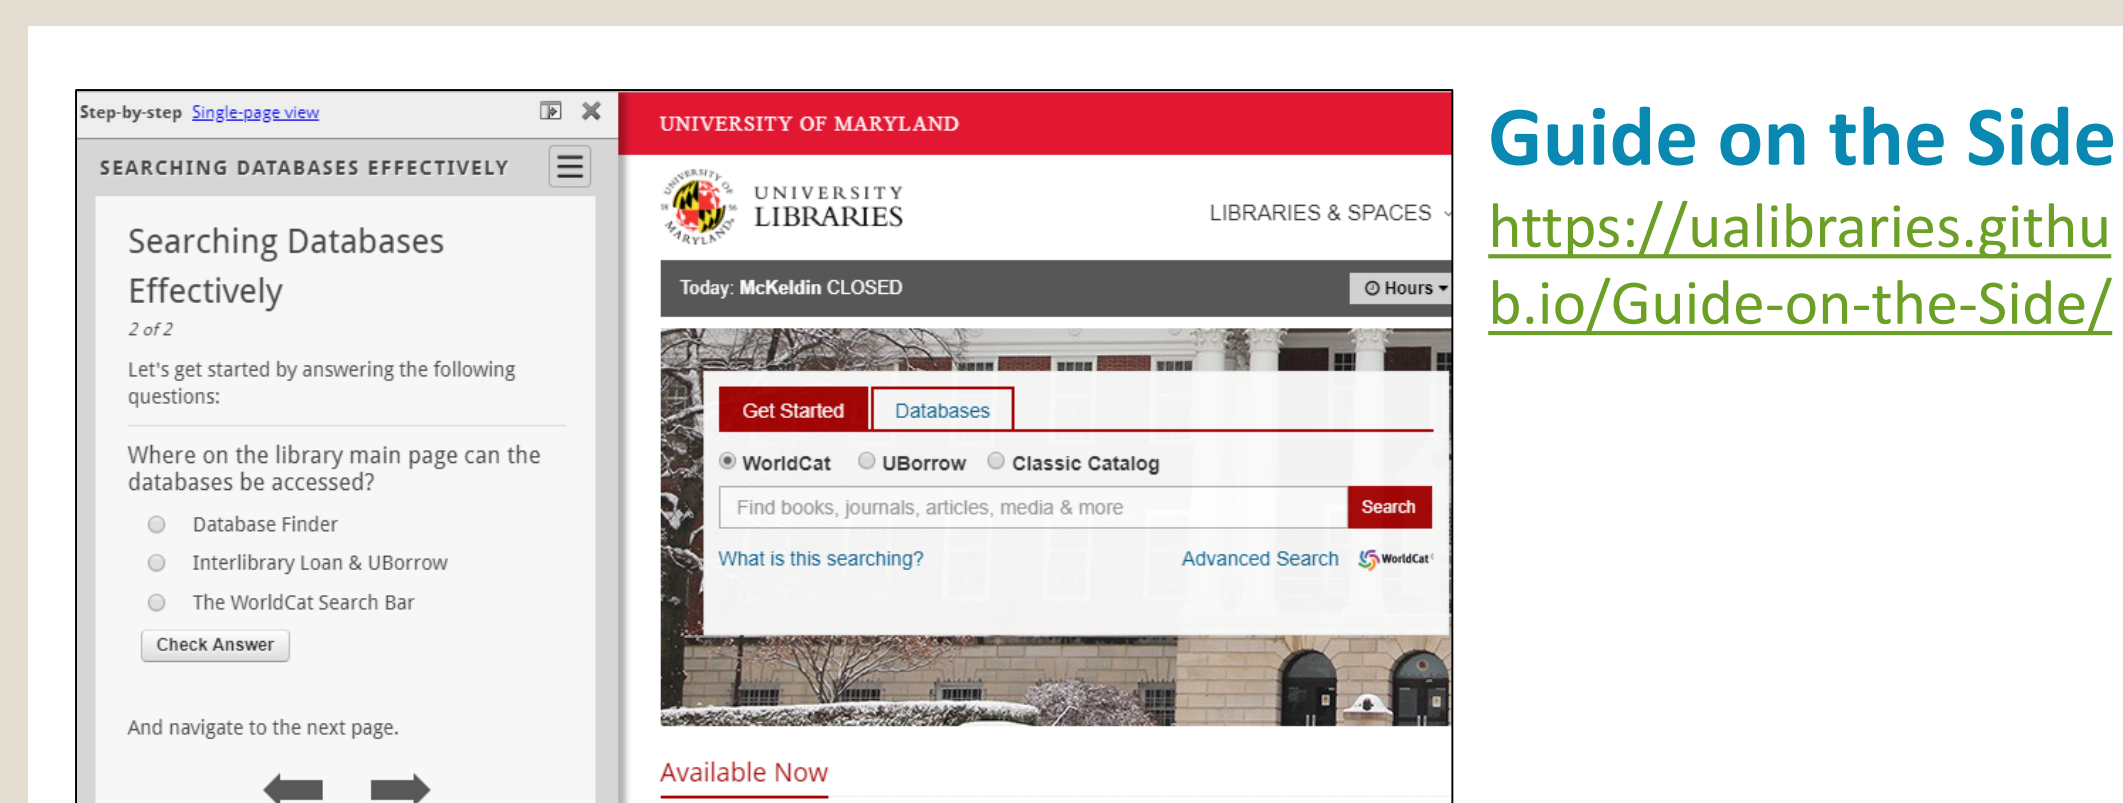 Step-by-step Single-page view
SEARCHING DATABASES EFFECTIVELY
Searching Databases
Effectively
2 of 2
Let's get started by answering the following
questions:
Where on the library main page can the
databases be accessed?
Database Finder
Interlibrary Loan & UBorrow
The WorldCat Search Bar
Check Answer
And navigate to the next page.
UNIVERSITY OF MARYLAND
UNIVERSITY OF
18 56
MARYLAND
UNIVERSITY
LIBRARIES
LIBRARIES & SPACES
Today: McKeldin CLOSED
Hours
Get Started Databases
WorldCat UBorrow Classic Catalog
Find books, journals, articles, media & more Search
What is this searching? Advanced Search WorldCat
Available Now
Guide on the Side
https://ualibraries.githu
b.io/Guide-on-the-Side/